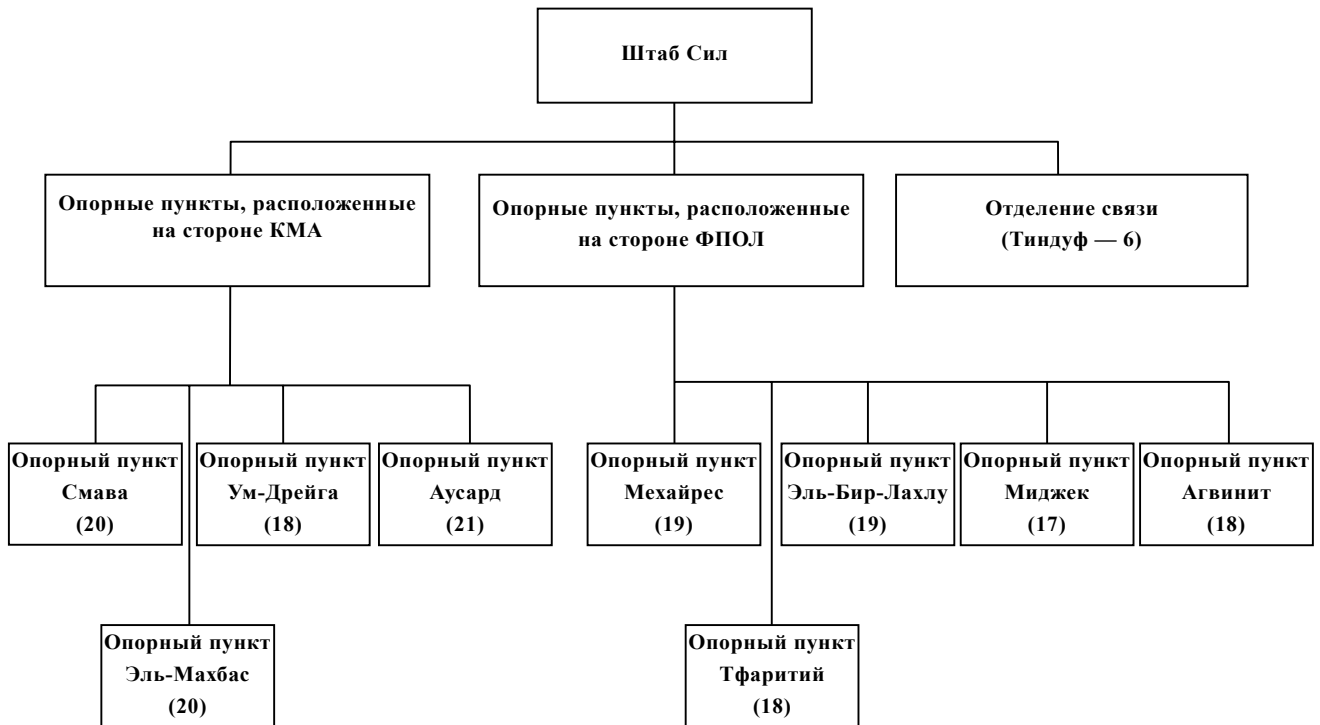 Штаб Сил
Опорные пункты, расположенные
на стороне КМА
Опорные пункты, расположенные
на стороне ФПОЛ
Отделение связи
(Тиндуф — 6)
Опорный пункт
Смава
(20)
Опорный пункт
Ум-Дрейга
(18)
Опорный пункт
Аусард
(21)
Опорный пункт
Мехайрес
(19)
Опорный пункт
Эль-Бир-Лахлу
(19)
Опорный пункт
Миджек
(17)
Опорный пункт
Агвинит
(18)
Опорный пункт
Эль-Махбас
(20)
Опорный пункт
Тфаритий
(18)